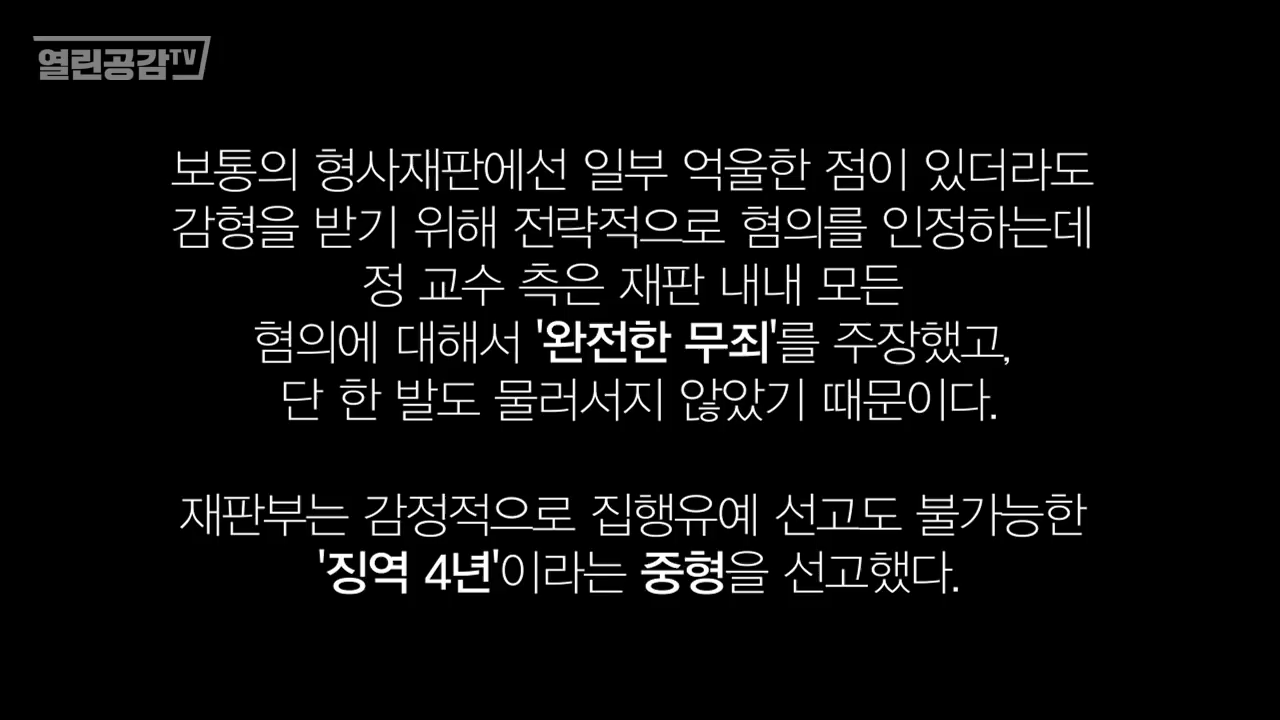 열린공감TV
보통의 형사재판에선 일부 억울한 점이 있더라도
감형을 받기 위해 전략적으로 혐의를 인정하는데
정 교수 측은 재판 내내 모든
혐의에 대해서 '완전한 무죄'를 주장했고,
단 한 발도 물러서지 않았기 때문이다.
재판부는 감정적으로 집행유예 선고도 불가능한
'징역 4년'이라는 중형을 선고했다.